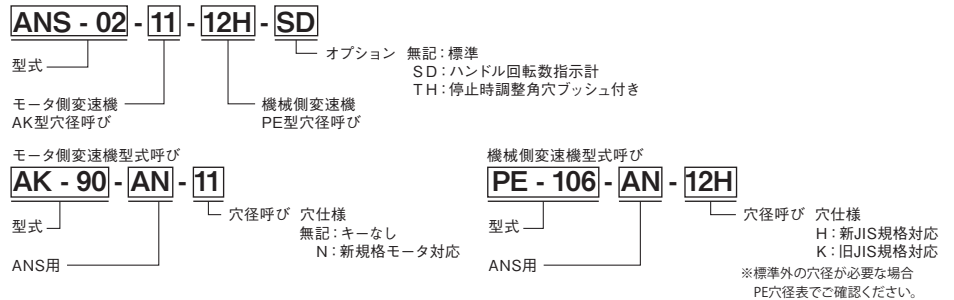 ANS - 02 - 11 - 12H - SD
オプション 無記：標準
SD：ハンドル回転数指示計
TH：停止時調整角穴ブッシュ付き
型式
モータ側変速機
AK型穴径呼び
機械側変速機
PE型穴径呼び
モータ側変速機型式呼び
AK - 90 - AN - 11
穴径呼び 穴仕様
無記：キーなし
N：新規格モータ対応
型式
ANS用
機械側変速機型式呼び
PE - 106 - AN - 12H
穴径呼び 穴仕様
H：新JIS規格対応
K：旧JIS規格対応
型式
ANS用
※標準外の穴径が必要な場合
PE穴径表でご確認ください。